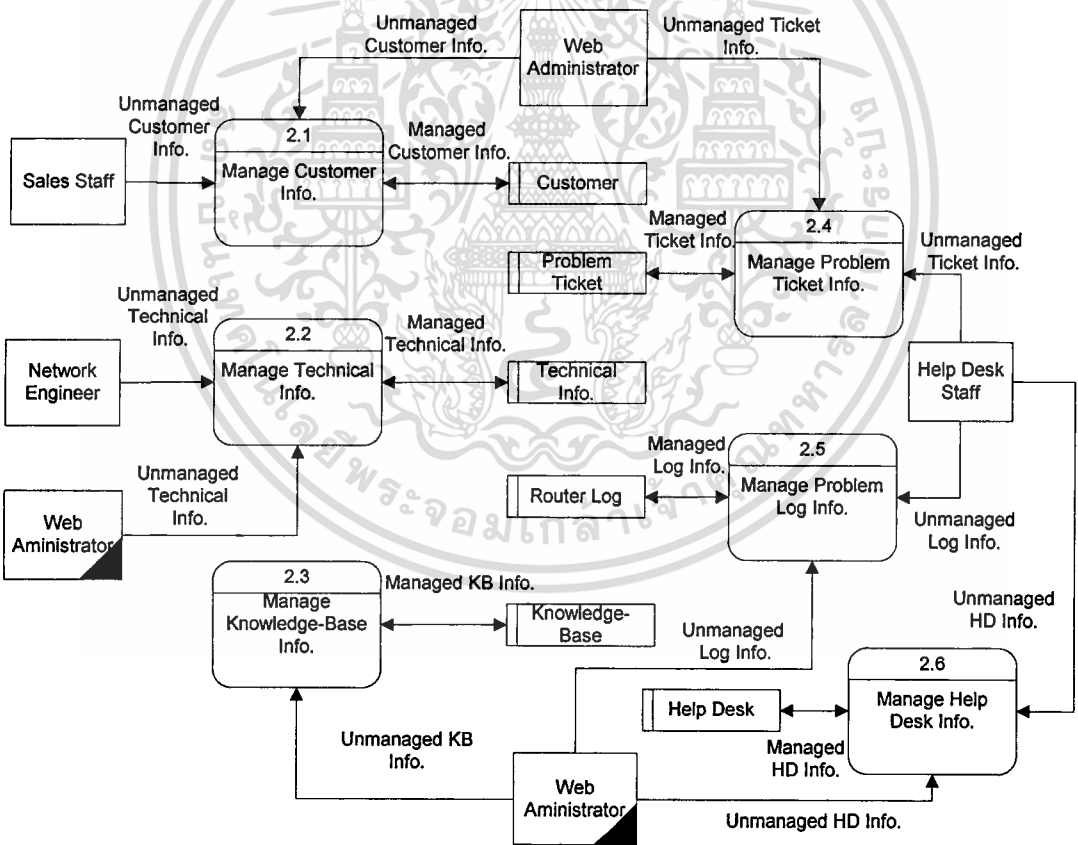 Unmanaged
Customer Info.
Web
Administrator
Unmanaged Ticket
Info.
Unmanaged
Customer
Info.
Sales Staff
2.1
Manage Customer
Info.
Managed
Customer Info.
Customer
Managed
Ticket Info.
Problem
Ticket
2.4
Manage Problem
Ticket Info.
Unmanaged
Ticket Info.
Unmanaged
Technical
Info.
Network
Engineer
2.2
Manage Technical
Info.
Managed
Technical Info.
Technical
Info.
Help Desk
Staff
Unmanaged
Technical
Info.
Web
Aministrator
Managed
Log Info.
Router Log
2.5
Manage Problem
Log Info.
Unmanaged
Log Info.
2.3
Manage
Knowledge-Base
Info.
Managed KB Info.
Knowledge-
Base
Unmanaged
Log Info.
Unmanaged
HD Info.
2.6
Manage Help
Desk Info.
Help Desk
Managed
HD Info.
Unmanaged KB
Info.
Web
Aministrator
Unmanaged HD Info.